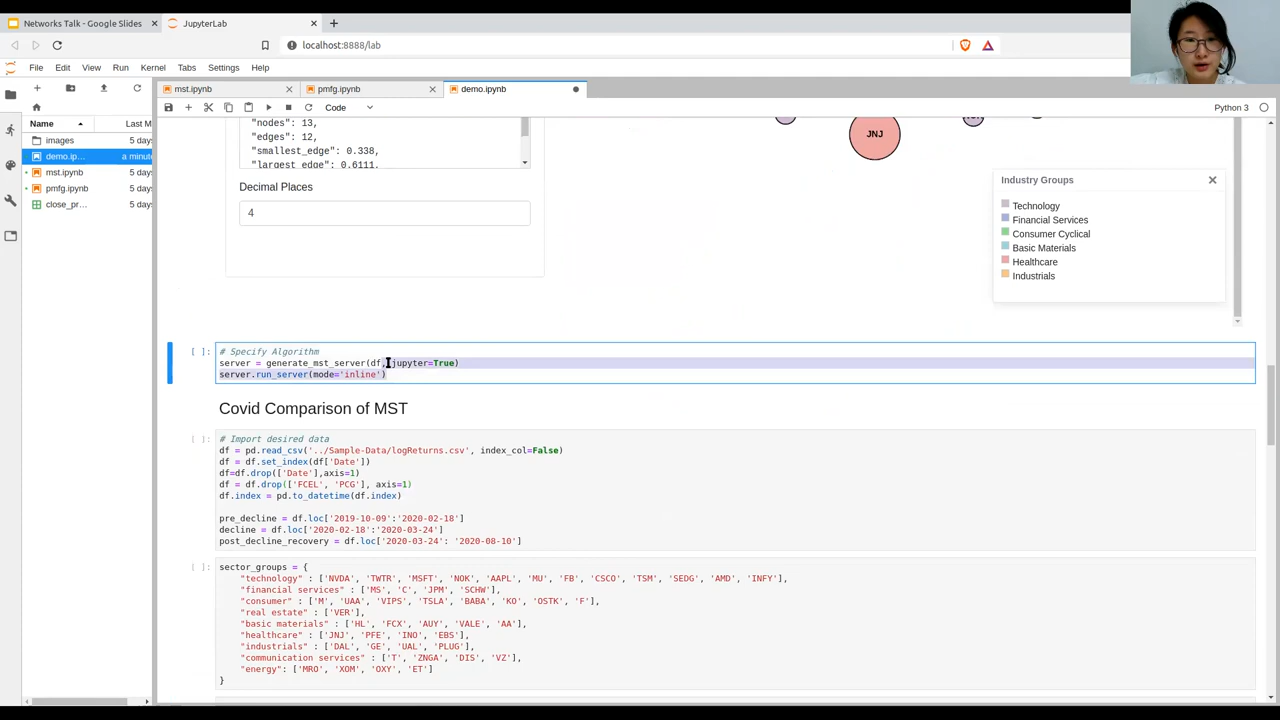 Networks Talk - Google Slides
JupyterLab
localhost:8888/lab
File Edit View Run Kernel Tabs Settings Help
mst.ipynb
pmfg.ipynb
demo.ipynb
Code
Python 3
Name
Last M
images
5 days
demo.ip...
a minut
mst.ipynb
5 days
pmfg.ipynb
5 days
close_pr...
5 days
"nodes": 13,
"edges": 12,
"smallest_edge": 0.338,
"largest_edge": 0.6111,
Decimal Places
4
JNJ
Industry Groups
Technology
Financial Services
Consumer Cyclical
Basic Materials
Healthcare
Industrials
[ ]:
# Specify Algorithm
server = generate_mst_server(df, jupyter=True)
server.run_server(mode='inline')
Covid Comparison of MST
[ ]:
# Import desired data
df = pd.read_csv('../Sample-Data/logReturns.csv', index_col=False)
df = df.set_index(df['Date'])
df=df.drop(['Date'],axis=1)
df = df.drop(['FCEL', 'PCG'], axis=1)
df.index = pd.to_datetime(df.index)
pre_decline = df.loc['2019-10-09':'2020-02-18']
decline = df.loc['2020-02-18':'2020-03-24']
post_decline_recovery = df.loc['2020-03-24': '2020-08-10']
[ ]:
sector_groups = {
"technology" : ['NVDA', 'TWTR', 'MSFT', 'NOK', 'AAPL', 'MU', 'FB', 'CSCO', 'TSM', 'SEDG', 'AMD', 'INFY'],
"financial services" : ['MS', 'C', 'JPM', 'SCHW'],
"consumer" : ['M', 'UAA', 'VIPS', 'TSLA', 'BABA', 'KO', 'OSTK', 'F'],
"real estate" : ['VER'],
"basic materials" : ['HL', 'FCX', 'AUY', 'VALE', 'AA'],
"healthcare" : ['JNJ', 'PFE', 'INO', 'EBS'],
"industrials" : ['DAL', 'GE', 'UAL', 'PLUG'],
"communication services" : ['T', 'ZNGA', 'DIS', 'VZ'],
"energy": ['MRO', 'XOM', 'OXY', 'ET']
}